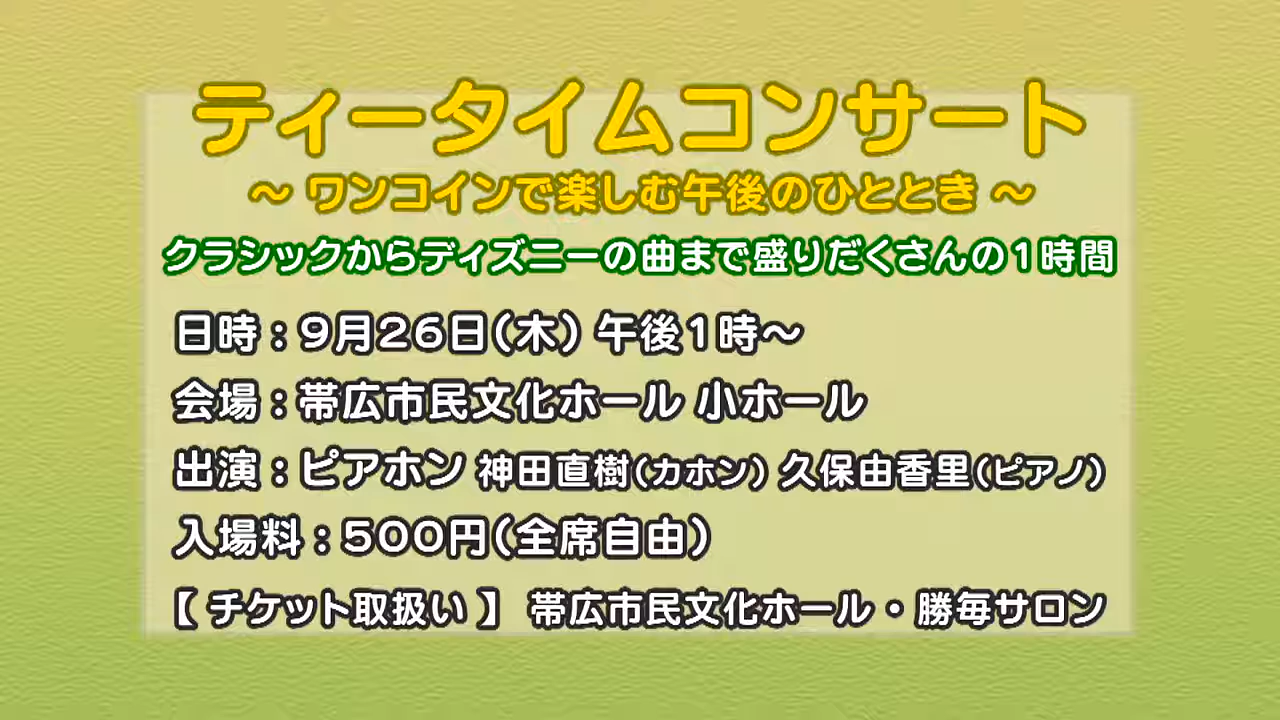 ティータイムコンサート
～ ワンコインで楽しむ午後のひととき ～
クラシックからディズニーの曲まで盛りだくさんの1時間
日時：9月26日（木） 午後1時～
会場：帯広市民文化ホール 小ホール
出演：ピアホン 神田直樹（カホン） 久保由香里（ピアノ）
入場料：500円（全席自由）
【 チケット取扱い 】 帯広市民文化ホール・勝毎サロン